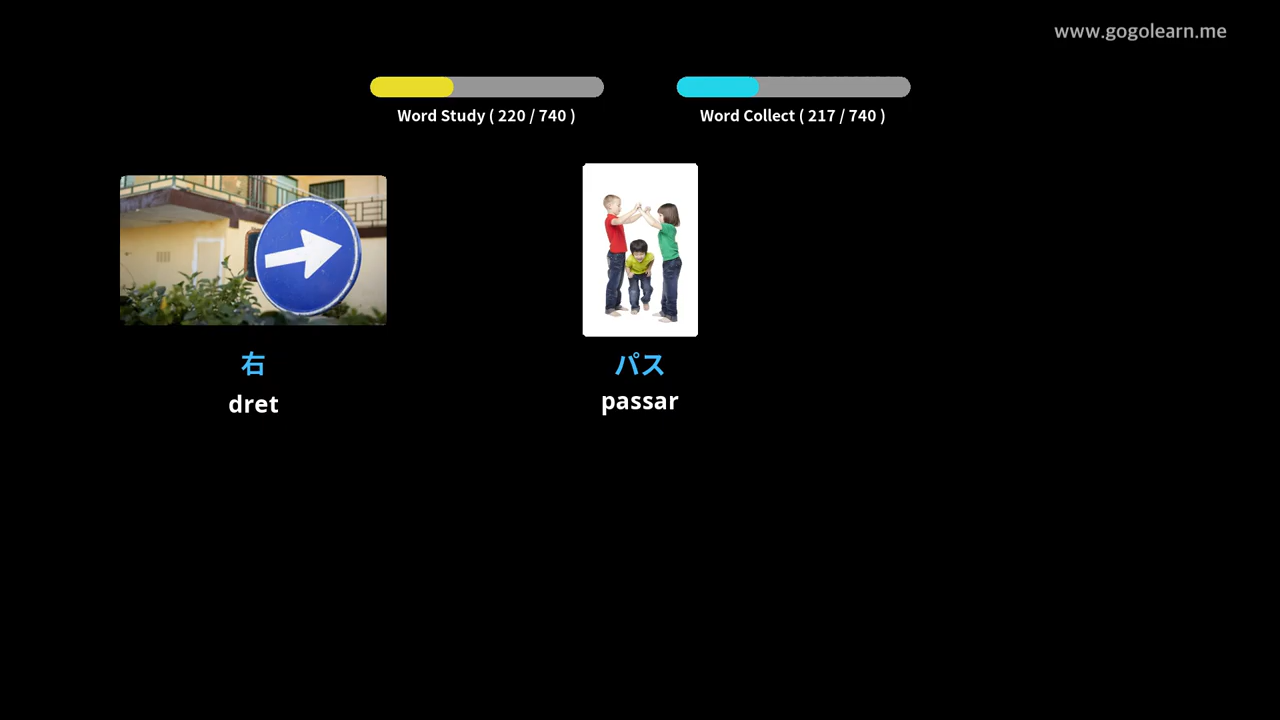 www.gogolearn.me
Word Study ( 220 / 740 )
Word Collect ( 217 / 740 )
右
dret
パス
passar